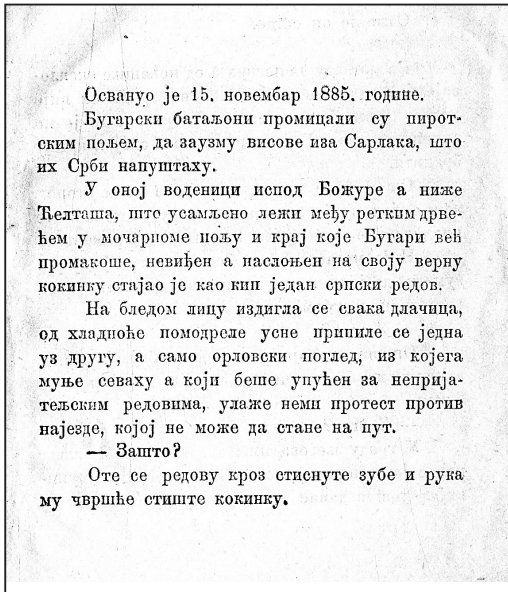 Освануо је 15. новембар 1885. године.
Бугарски батаљони промицали су пирот-
ским пољем, да заузму висове иза Сарлака, што
их Срби напуштаху.
У оној воденици испод Божуре а ниже
Ћелташа, што усамљено лежи међу ретким дрве-
ћем у мочарноме пољу и крај које Бугари већ
промакоше, невиђен а наслоњен на своју верну
кокинку стајао је као кип један српски редов.
На бледом лицу издигла се свака длачица,
од хладноће помодреле усне припиле се једна
уз другу, а само орловски поглед, из којега
муње севаху а који беше упућен за неприја-
тељским редовима, улаже неми протест против
најезде, којој не може да стане на пут.
— Зашто?
Оте се редову кроз стиснуте зубе и рука
му чвршће стиште кокинку.